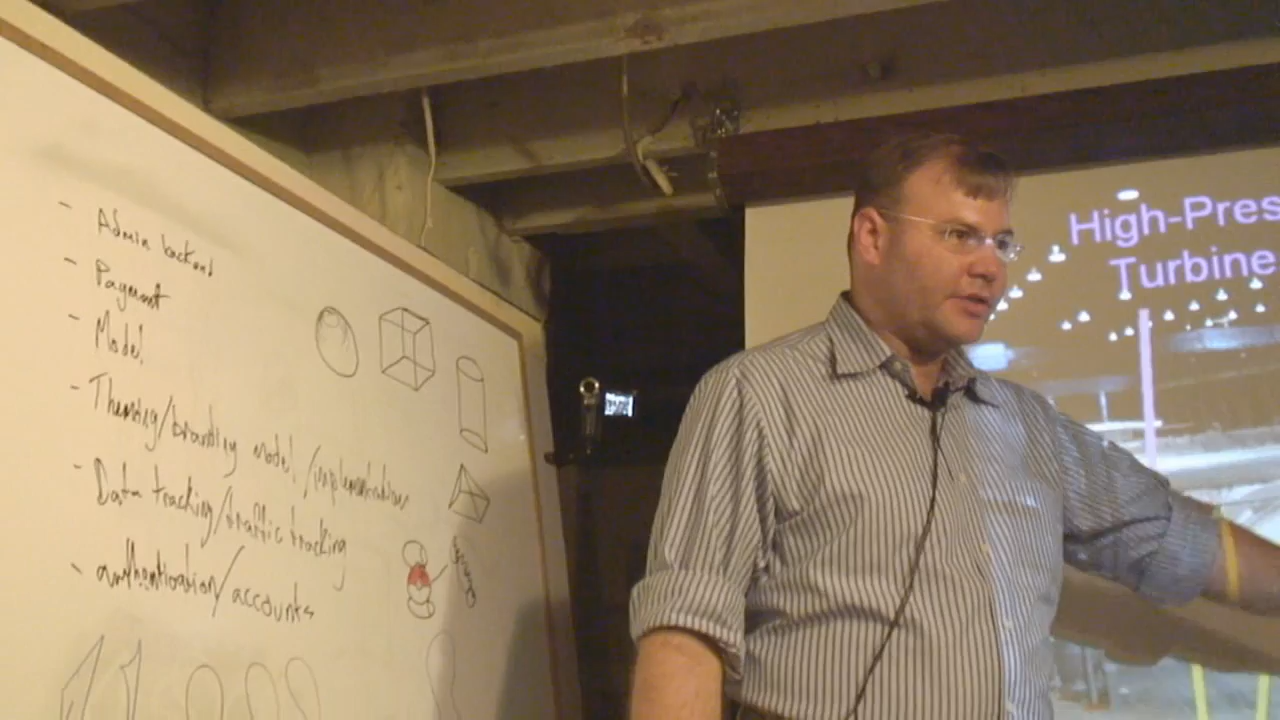 - Admin backend
- Payment
- Model
- Theming/branding model/implementation
- Data tracking/traffic tracking
- authentication/accounts
High-Pres
Turbine